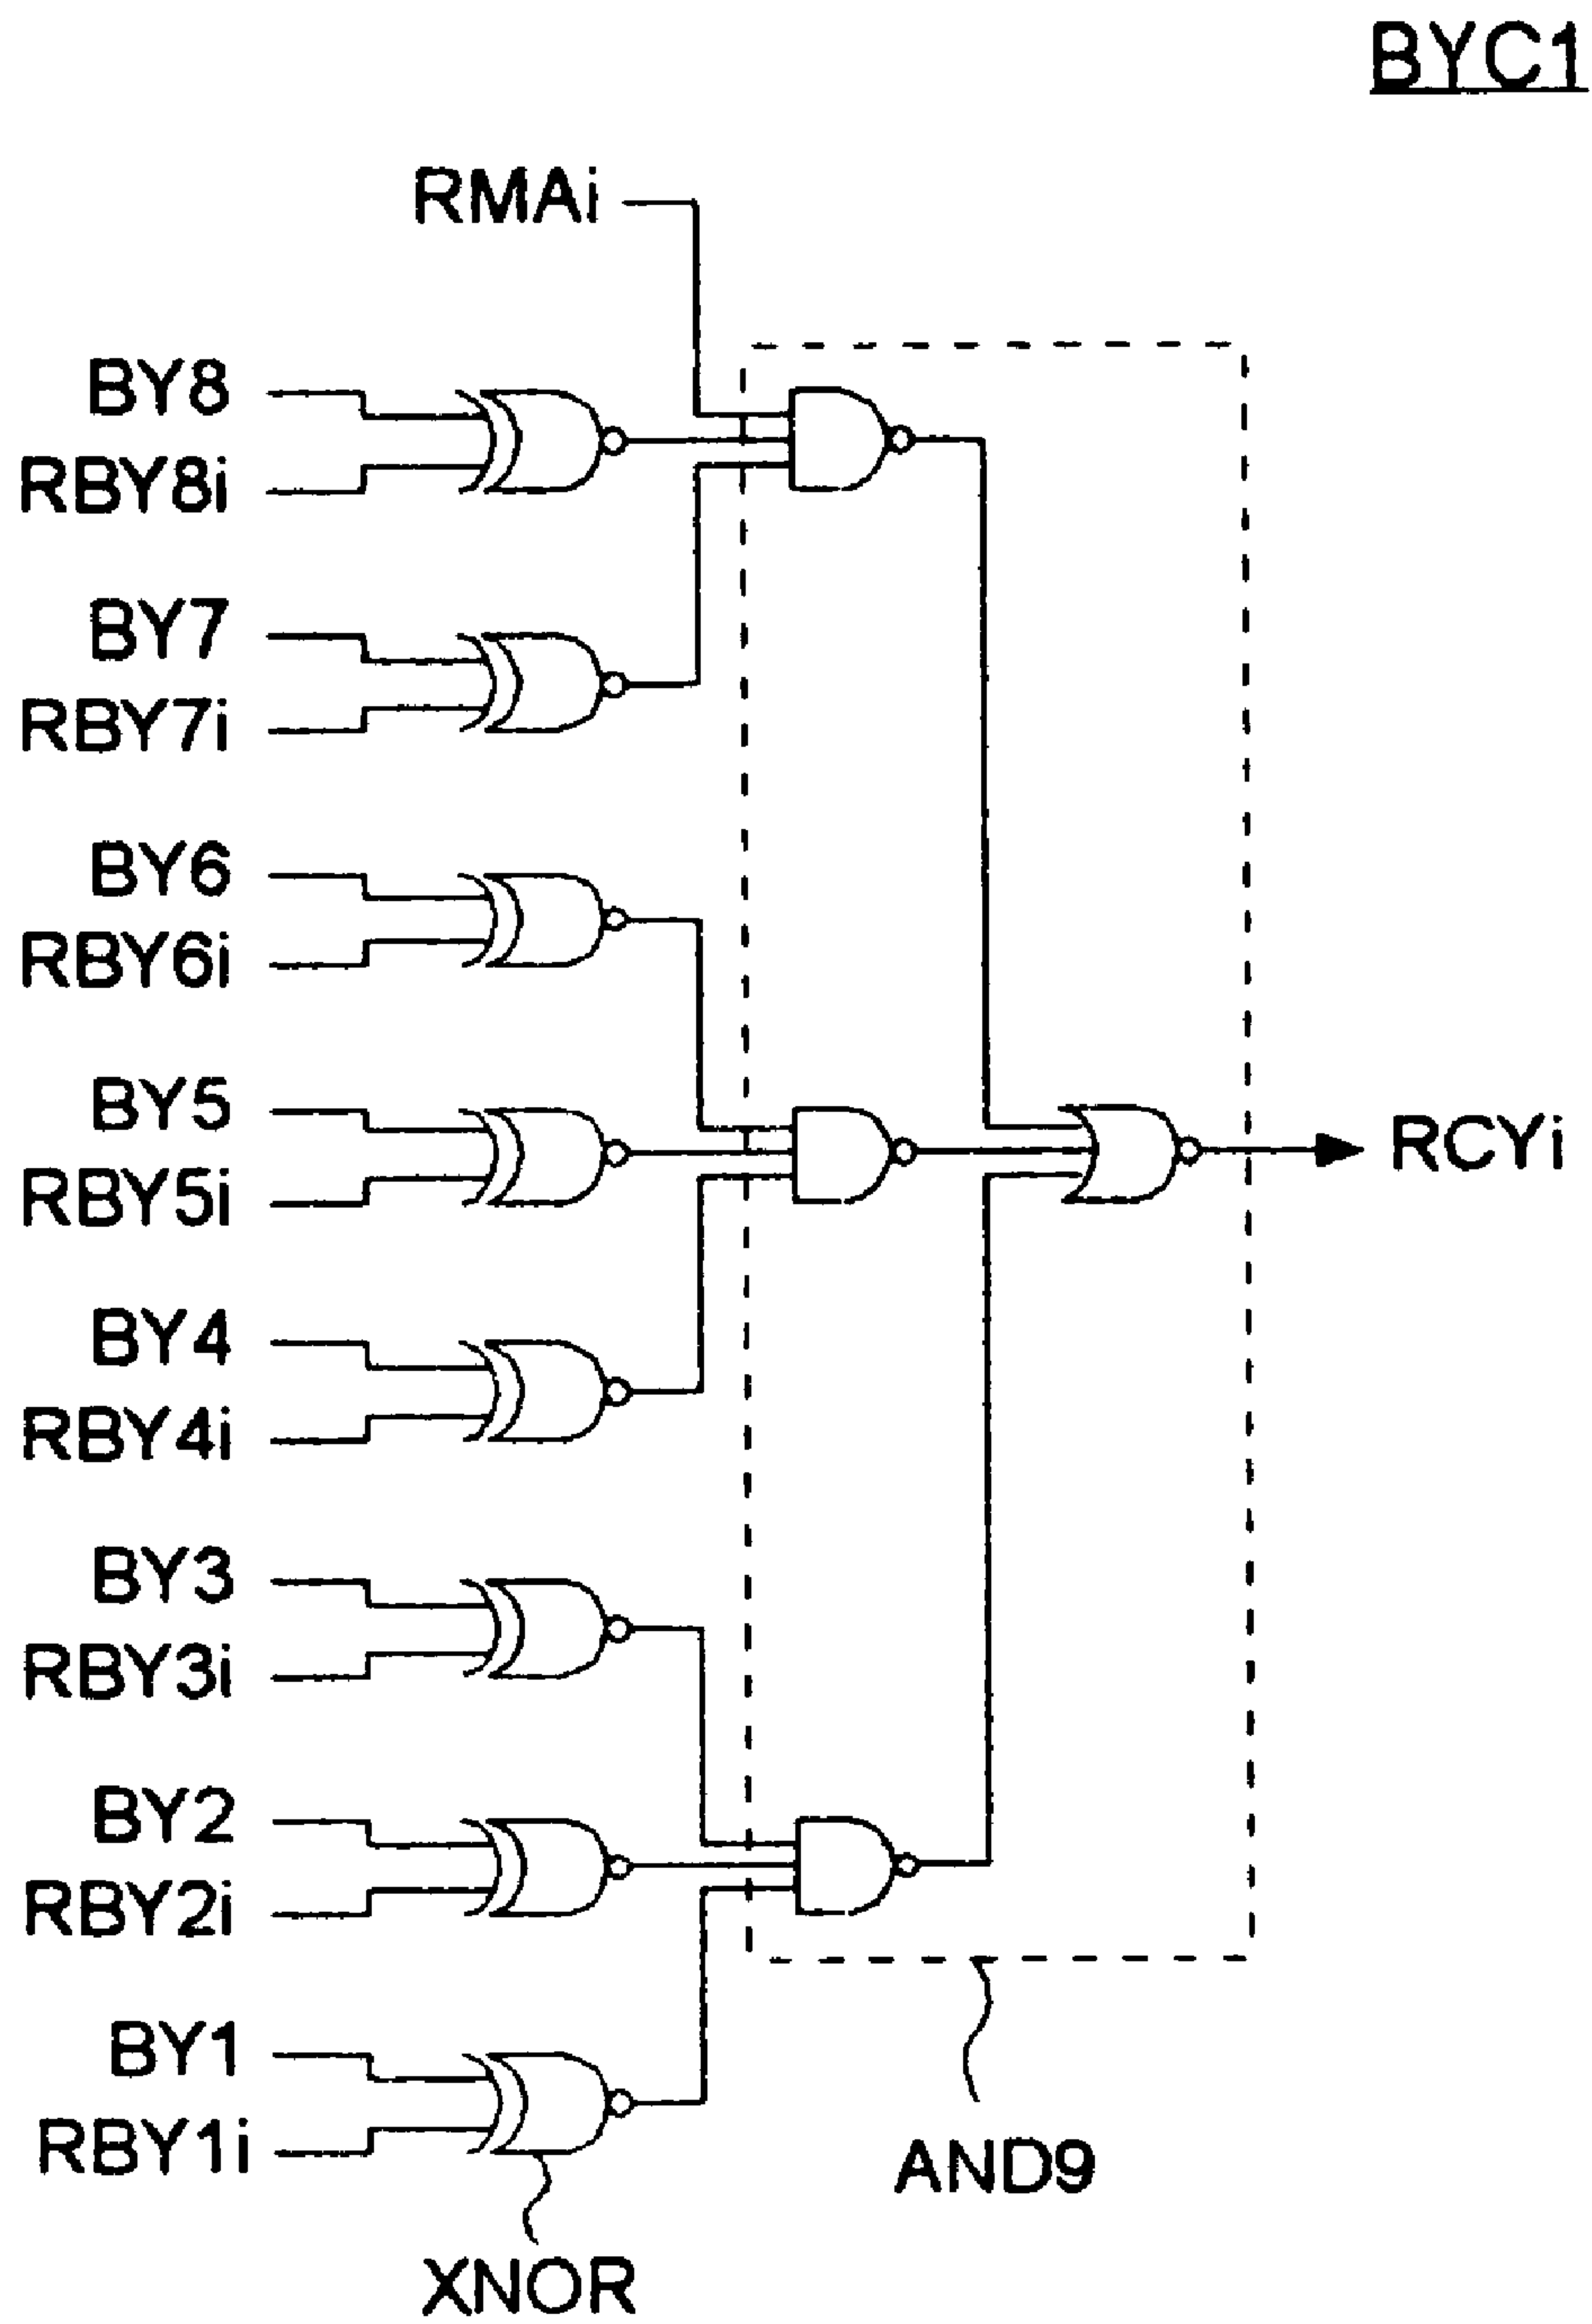 BYC1
RMAi
BY8
RBY8i
BY7
RBY7i
BY6
RBY6i
BY5
RBY5i
RCYi
BY4
RBY4i
BY3
RBY3i
BY2
RBY2i
BY1
RBY1i
AND9
XNOR